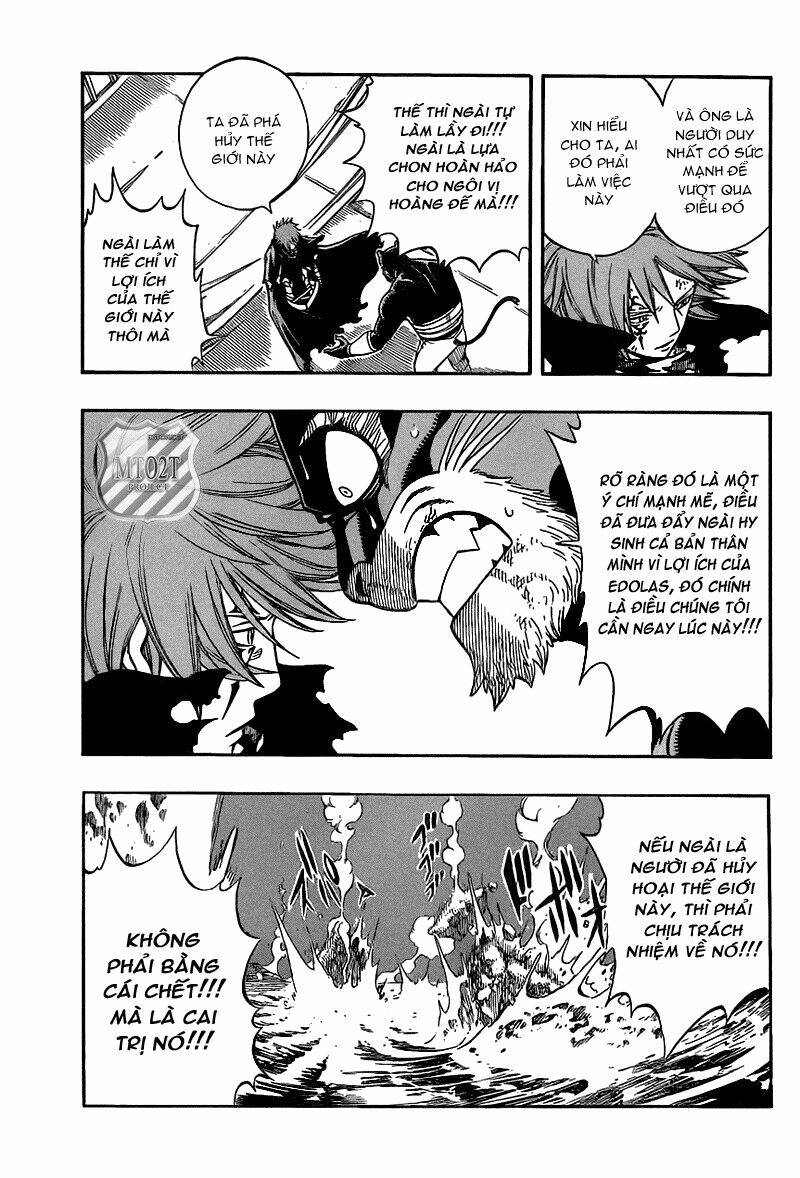 VÀ ÔNG LÀ
NGƯỜI DUY
NHẤT CÓ SỨC
MẠNH ĐỂ
VƯỢT QUA
ĐIỀU ĐÓ
XIN HIỂU
CHO TA, AI
ĐÓ PHẢI
LÀM VIỆC
NÀY
THẾ THÌ NGÀI TỰ
LÀM LẤY ĐI!!!
NGÀI LÀ LỰA
CHON HOÀN HẢO
CHO NGÔI VỊ
HOÀNG ĐẾ MÀ!!!
TA ĐÃ PHÁ
HỦY THẾ
GIỚI NÀY
NGÀI LÀM
THẾ CHỈ VÌ
LỢI ÍCH
CỦA THẾ
GIỚI NÀY
THÔI MÀ
MT02T
PROJECT
RÕ RÀNG ĐÓ LÀ MỘT
Ý CHÍ MẠNH MẼ, ĐIỀU
ĐÃ ĐƯA ĐẨY NGÀI HY
SINH CẢ BẢN THÂN
MÌNH VÌ LỢI ÍCH CỦA
EDOLAS, ĐÓ CHÍNH
LÀ ĐIỀU CHÚNG TÔI
CẦN NGAY LÚC NÀY!!!
NẾU NGÀI LÀ
NGƯỜI ĐÃ HỦY
HOẠI THẾ GIỚI
NÀY, THÌ PHẢI
CHỊU TRÁCH
NHIỆM VỀ NÓ!!!
KHÔNG
PHẢI BẰNG
CÁI CHẾT!!!
MÀ LÀ CAI
TRỊ NÓ!!!